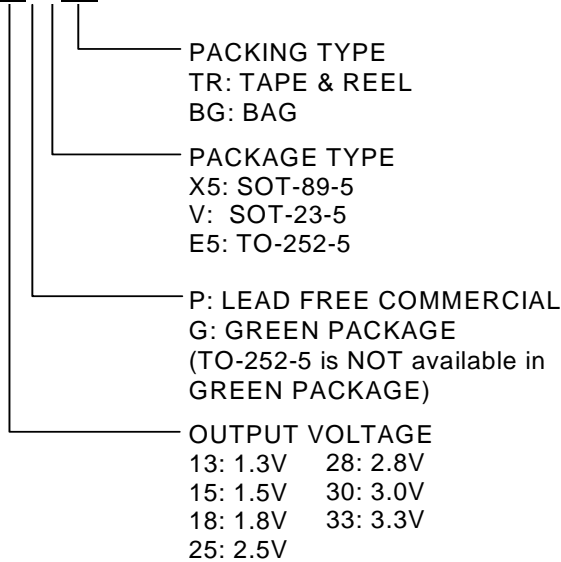 PACKING TYPE
TR: TAPE & REEL
BG: BAG
PACKAGE TYPE
X5: SOT-89-5
V: SOT-23-5
E5: TO-252-5
P: LEAD FREE COMMERCIAL
G: GREEN PACKAGE
(TO-252-5 is NOT available in
GREEN PACKAGE)
OUTPUT VOLTAGE
13: 1.3V 28: 2.8V
15: 1.5V 30: 3.0V
18: 1.8V 33: 3.3V
25: 2.5V